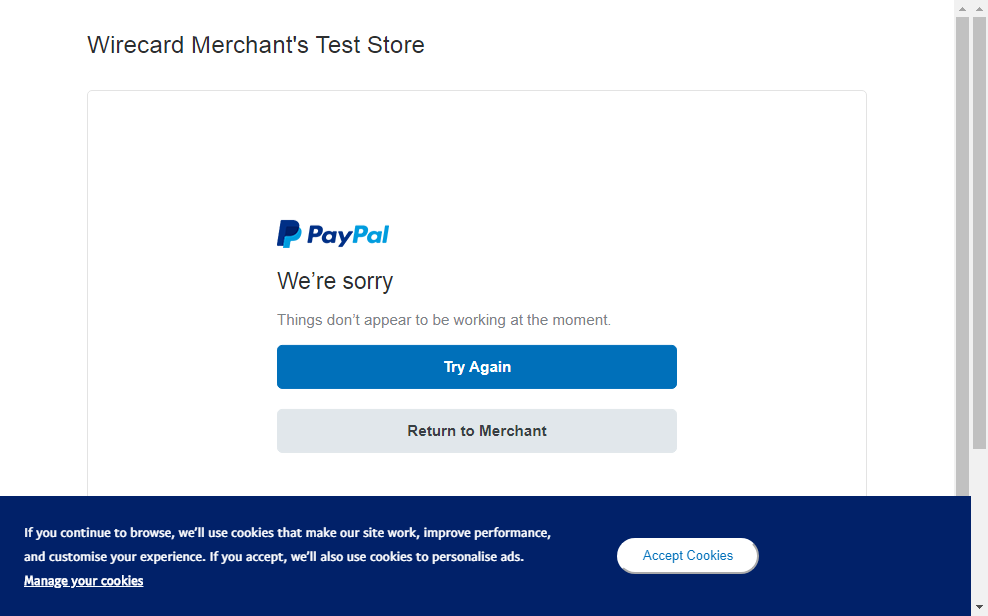 Wirecard Merchant's Test Store
PayPal
We’re sorry
Things don’t appear to be working at the moment.
Try Again
Return to Merchant
If you continue to browse, we’ll use cookies that make our site work, improve performance,
and customise your experience. If you accept, we’ll also use cookies to personalise ads.
Manage your cookies
Accept Cookies